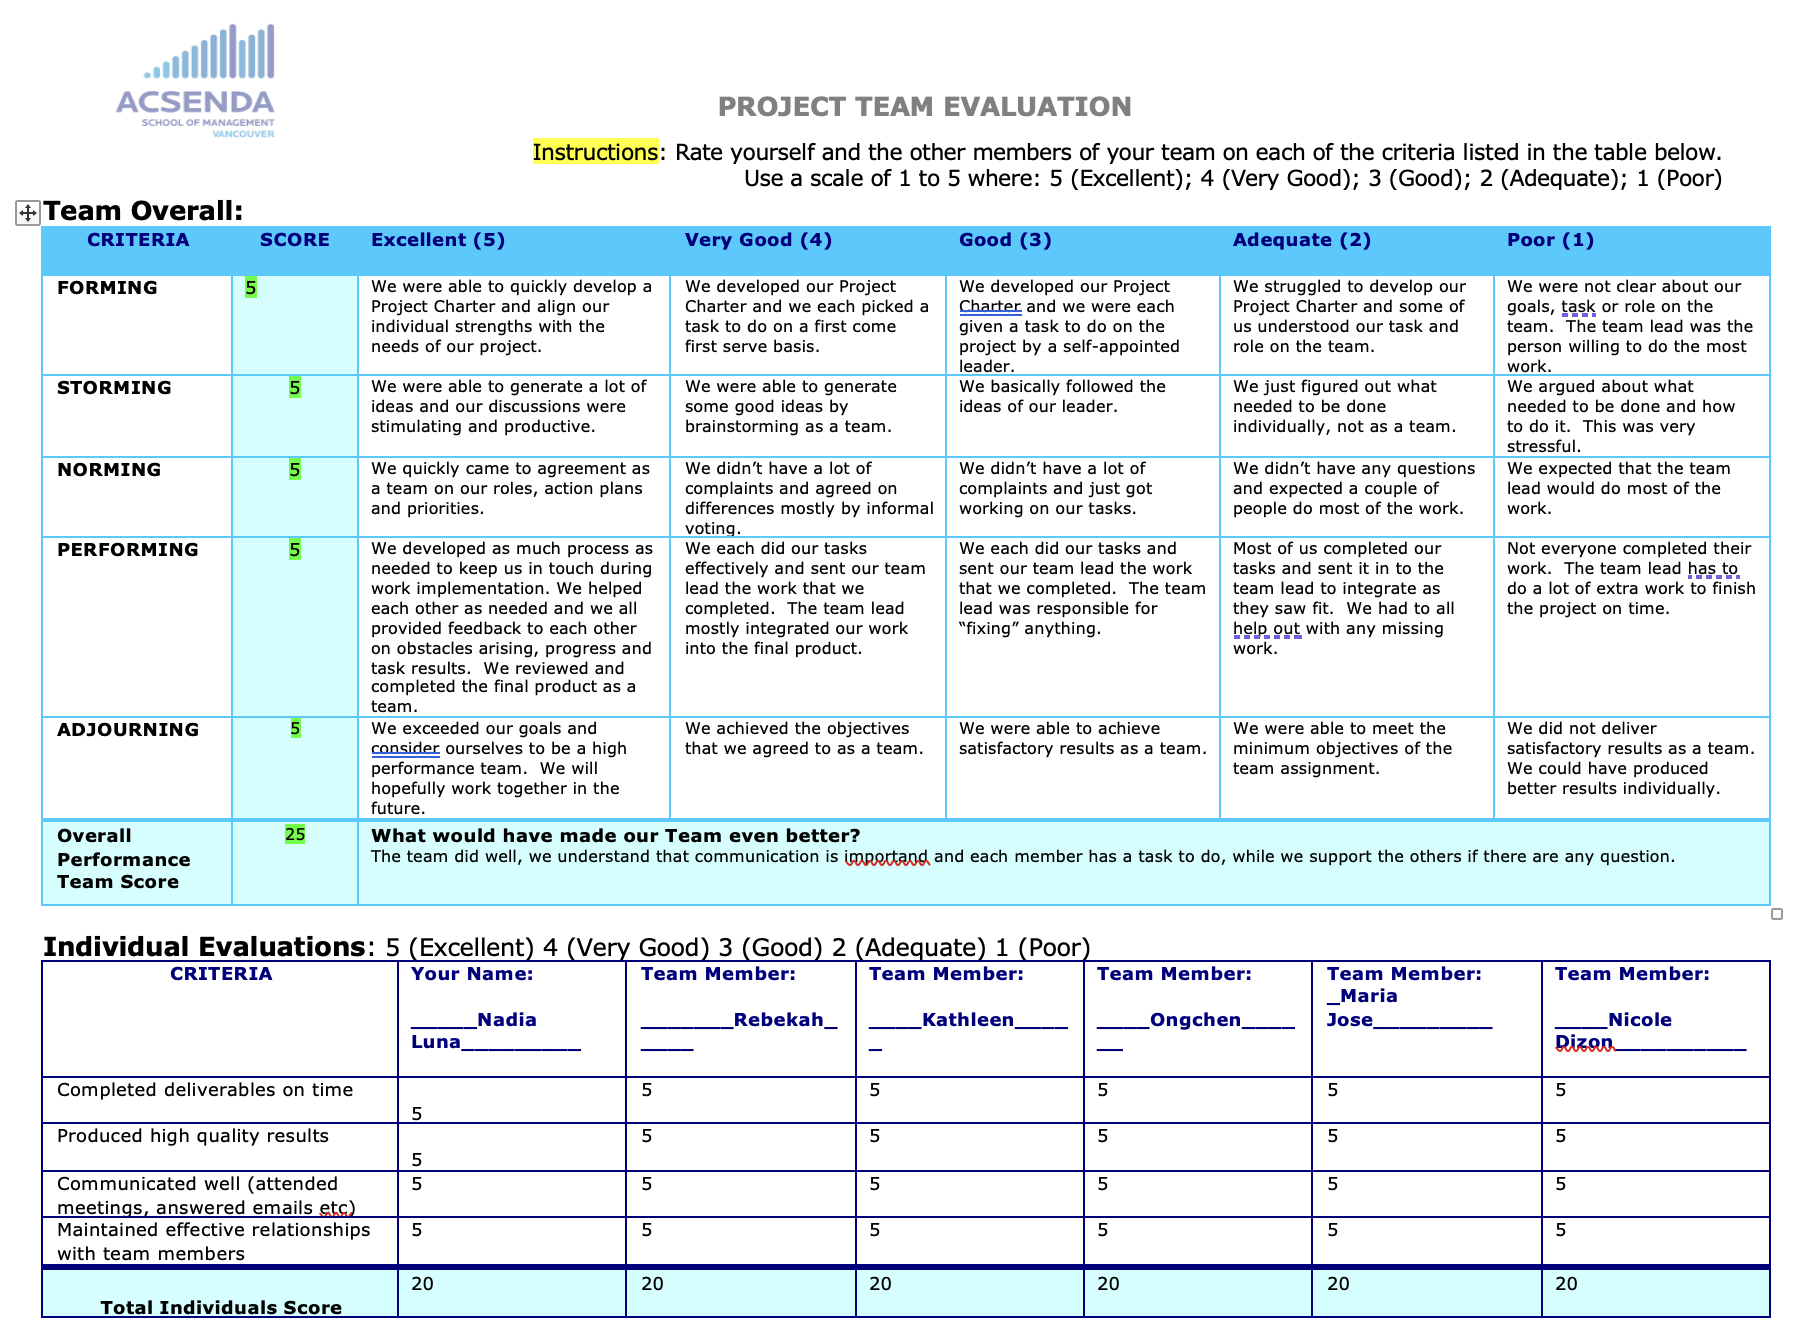 ACSENDA
SCHOOL OF MANAGEMENT
VANCOUVER
PROJECT TEAM EVALUATION
Instructions: Rate yourself and the other members of your team on each of the criteria listed in the table below.
Use a scale of 1 to 5 where: 5 (Excellent); 4 (Very Good); 3 (Good); 2 (Adequate); 1 (Poor)
Team Overall:
CRITERIA
SCORE
Excellent (5)
Very Good (4)
Good (3)
Adequate (2)
Poor (1)
FORMING
5
We were able to quickly develop a
Project Charter and align our
individual strengths with the
needs of our project.
We developed our Project
Charter and we each picked a
task to do on a first come
first serve basis.
We developed our Project
Charter and we were each
given a task to do on the
project by a self-appointed
leader.
We struggled to develop our
Project Charter and some of
us understood our task and
role on the team.
We were not clear about our
goals, task or role on the
team.  The team lead was the
person willing to do the most
work.
STORMING
5
We were able to generate a lot of
ideas and our discussions were
stimulating and productive.
We were able to generate
some good ideas by
brainstorming as a team.
We basically followed the
ideas of our leader.
We just figured out what
needed to be done
individually, not as a team.
We argued about what
needed to be done and how
to do it.  This was very
stressful.
NORMING
5
We quickly came to agreement as
a team on our roles, action plans
and priorities.
We didn’t have a lot of
complaints and agreed on
differences mostly by informal
voting.
We didn’t have a lot of
complaints and just got
working on our tasks.
We didn’t have any questions
and expected a couple of
people do most of the work.
We expected that the team
lead would do most of the
work.
PERFORMING
5
We developed as much process as
needed to keep us in touch during
work implementation. We helped
each other as needed and we all
provided feedback to each other
on obstacles arising, progress and
task results.  We reviewed and
completed the final product as a
team.
We each did our tasks
effectively and sent our team
lead the work that we
completed.  The team lead
mostly integrated our work
into the final product.
We each did our tasks and
sent our team lead the work
that we completed.  The team
lead was responsible for
“fixing” anything.
Most of us completed our
tasks and sent it in to the
team lead to integrate as
they saw fit.  We had to all
help out with any missing
work.
Not everyone completed their
work.  The team lead has to
do a lot of extra work to finish
the project on time.
ADJOURNING
5
We exceeded our goals and
consider ourselves to be a high
performance team.  We will
hopefully work together in the
future.
We achieved the objectives
that we agreed to as a team.
We were able to achieve
satisfactory results as a team.
We were able to meet the
minimum objectives of the
team assignment.
We did not deliver
satisfactory results as a team.
We could have produced
better results individually.
Overall
Performance
Team Score
25
What would have made our Team even better?
The team did well, we understand that communication is importand and each member has a task to do, while we support the others if there are any question.
Individual Evaluations: 5 (Excellent) 4 (Very Good) 3 (Good) 2 (Adequate) 1 (Poor)
CRITERIA
Your Name:
_____Nadia
Luna_________
Team Member:
_______Rebekah_
____
Team Member:
____Kathleen____
_
Team Member:
____Ongchen____
__
Team Member:
_Maria
Jose_________
Team Member:
____Nicole
Dizon__________
Completed deliverables on time
5
5
5
5
5
5
Produced high quality results
5
5
5
5
5
5
Communicated well (attended
meetings, answered emails etc)
5
5
5
5
5
5
Maintained effective relationships
with team members
5
5
5
5
5
5
Total Individuals Score
20
20
20
20
20
20